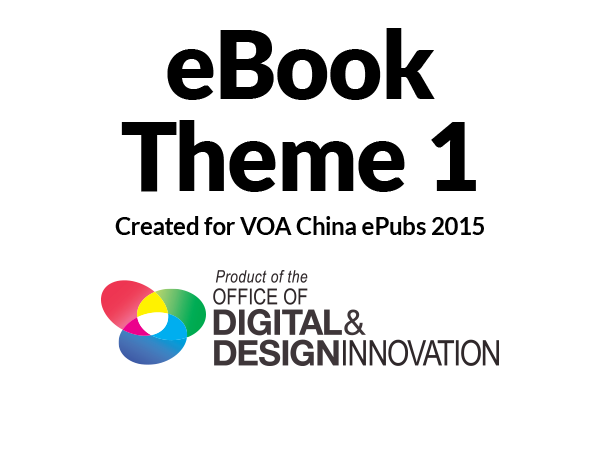 eBook
Theme 1
Created for VOA China ePubs 2015
Product of the
OFFICE OF
DIGITAL&
DESIGNINNOVATION